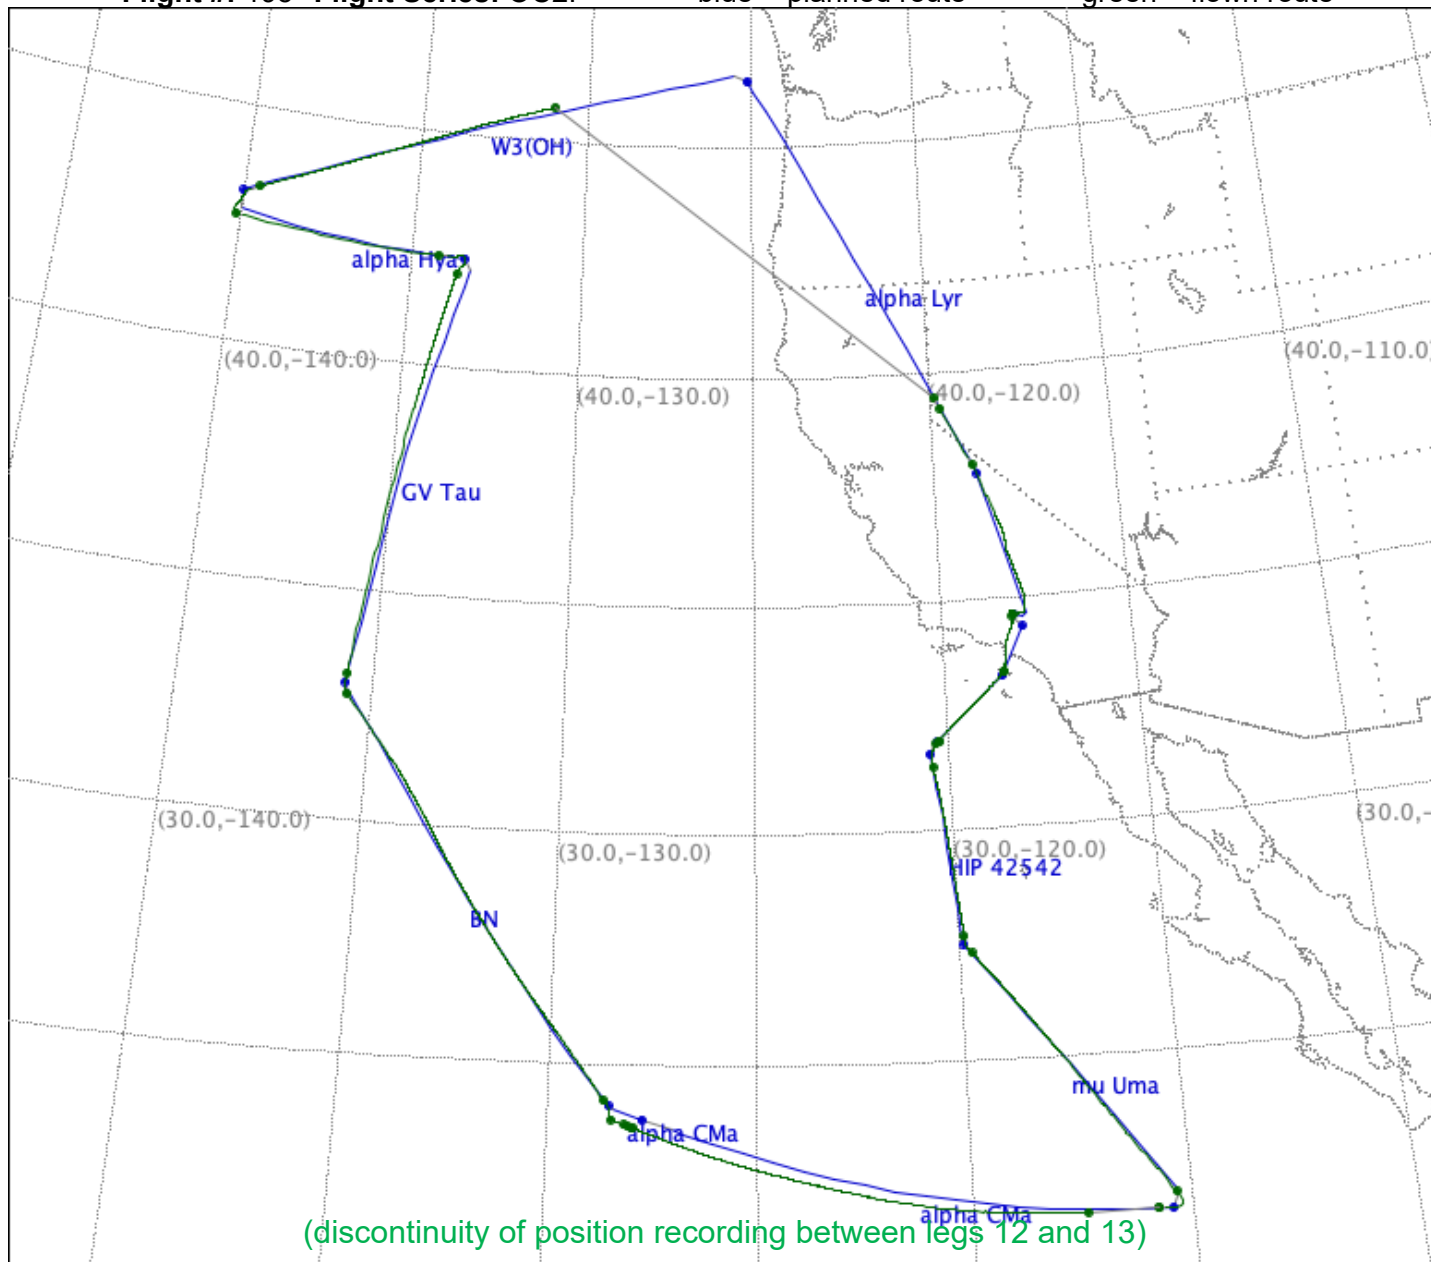 W3(OH)
alpha Hya
alpha Lyr
(40.0,-140.0)
(40.0,-130.0)
(40.0,-120.0)
(40.0,-110.0)
GV Tau
(30.0,-140.0)
(30.0,-130.0)
(30.0,-120.0)
(30.0,-
HIP 42542
BN
mu Uma
alpha CMa
alpha CMa
(discontinuity of position recording between legs 12 and 13)